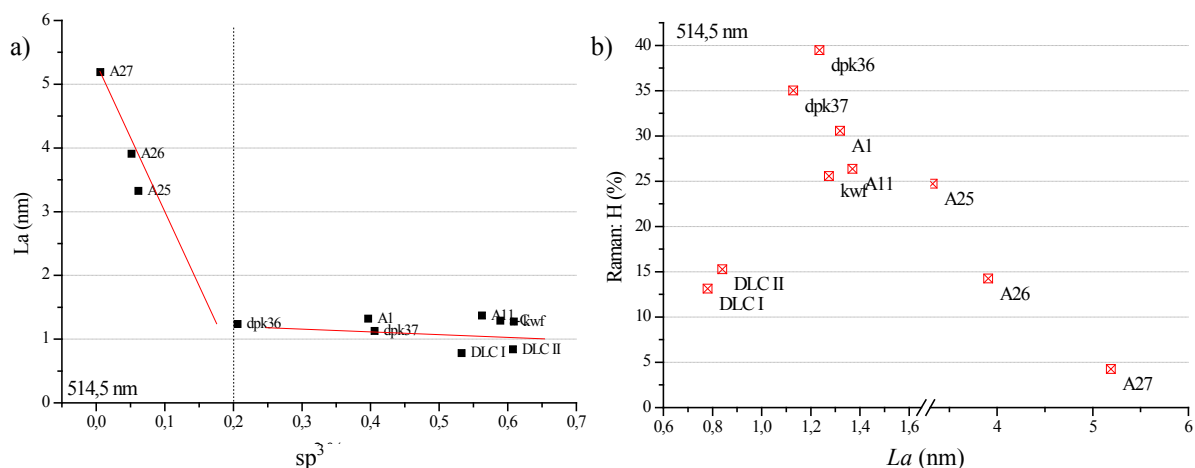 a)
La (nm)
6
5
4
3
2
1
0
A27
A26
A25
dpk36
A1
dpk37
A11
C
kwf
DLC I
DLC II
514,5 nm
0,0 0,1 0,2 0,3 0,4 0,5 0,6 0,7
sp3
b)
514,5 nm
Raman: H (%)
40
35
30
25
20
15
10
5
0
dpk36
dpk37
A1
A11
kwf
A25
DLC II
DLC I
A26
A27
0,6 0,8 1,0 1,2 1,4 1,6 4 5 6
La (nm)